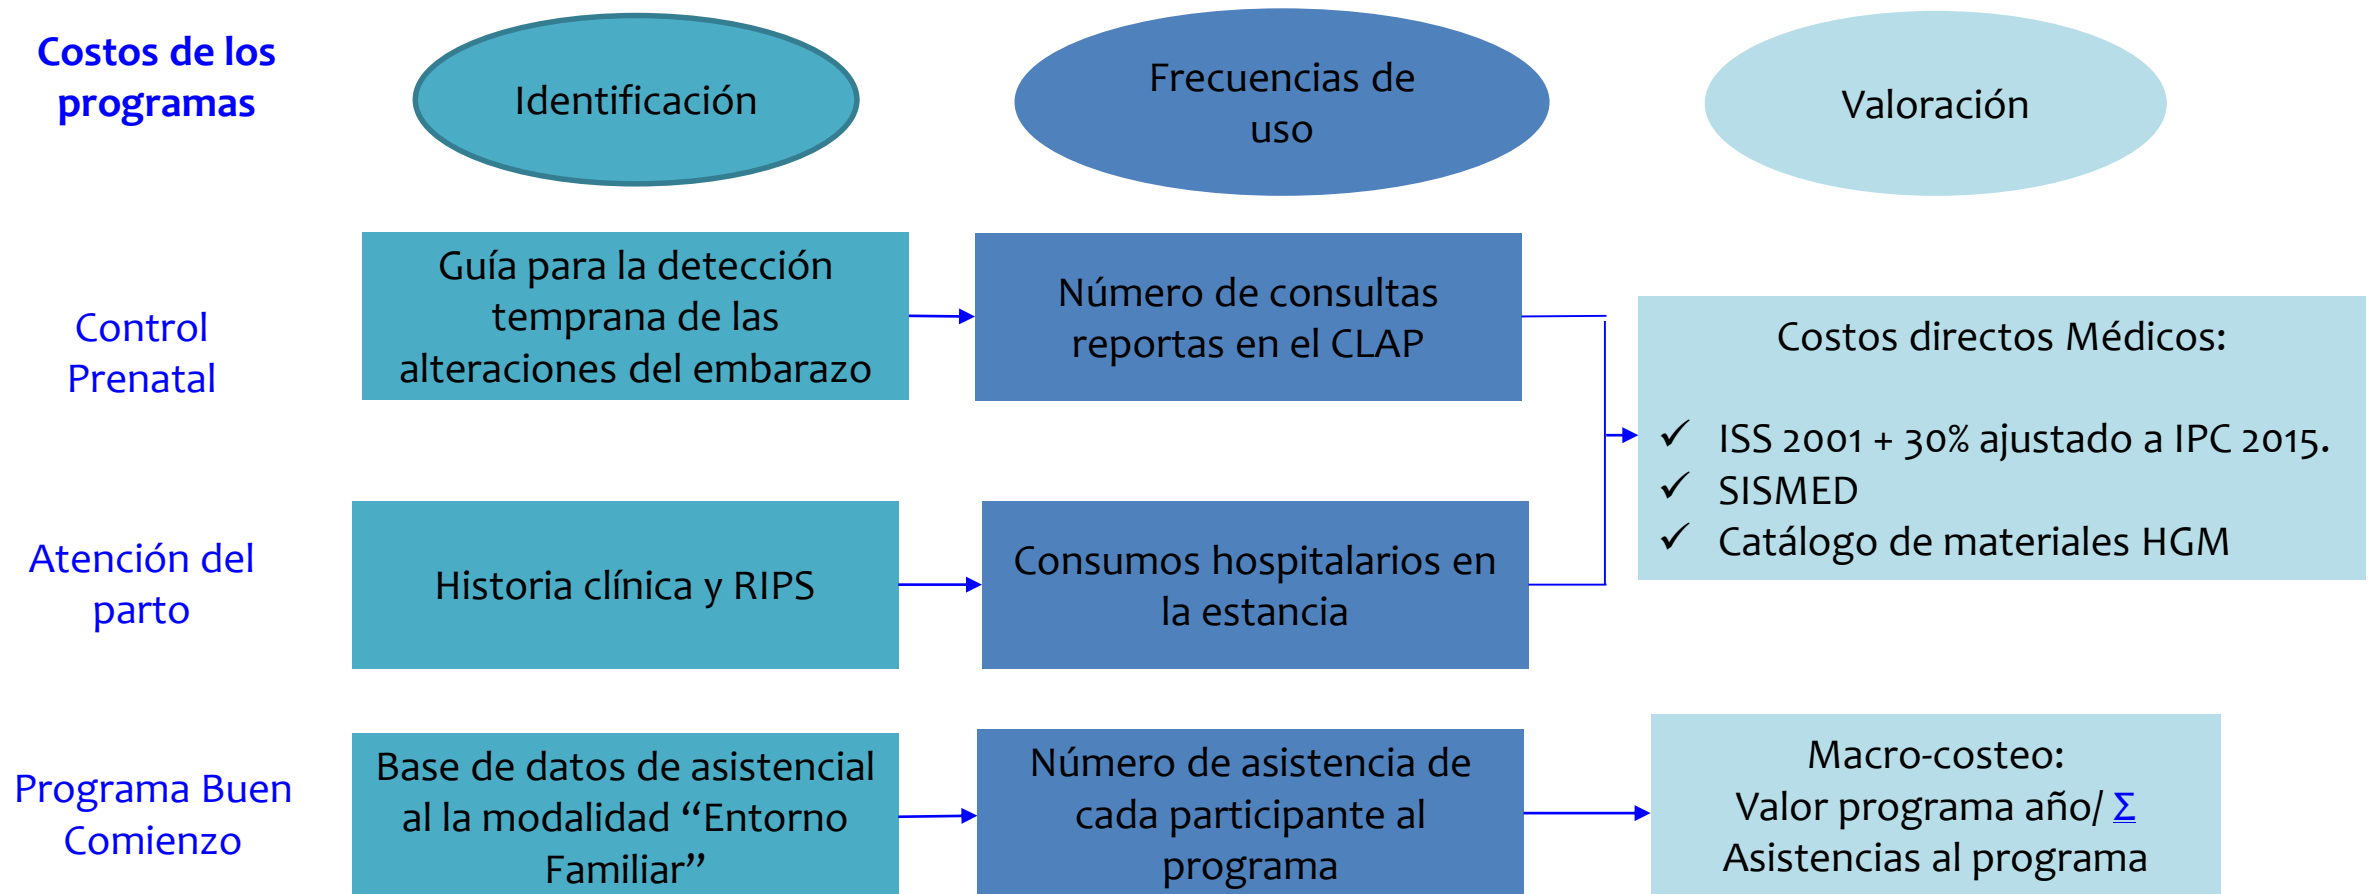 Costos de los
programas
Identificación
Frecuencias de
uso
Valoración
Control
Prenatal
Guía para la detección
temprana de las
alteraciones del embarazo
Número de consultas
reportas en el CLAP
Costos directos Médicos:
✓ ISS 2001 + 30% ajustado a IPC 2015.
✓ SISMED
✓ Catálogo de materiales HGM
Atención del
parto
Historia clínica y RIPS
Consumos hospitalarios en
la estancia
Programa Buen
Comienzo
Base de datos de asistencial
al la modalidad “Entorno
Familiar”
Número de asistencia de
cada participante al
programa
Macro-costeo:
Valor programa año/ Σ
Asistencias al programa